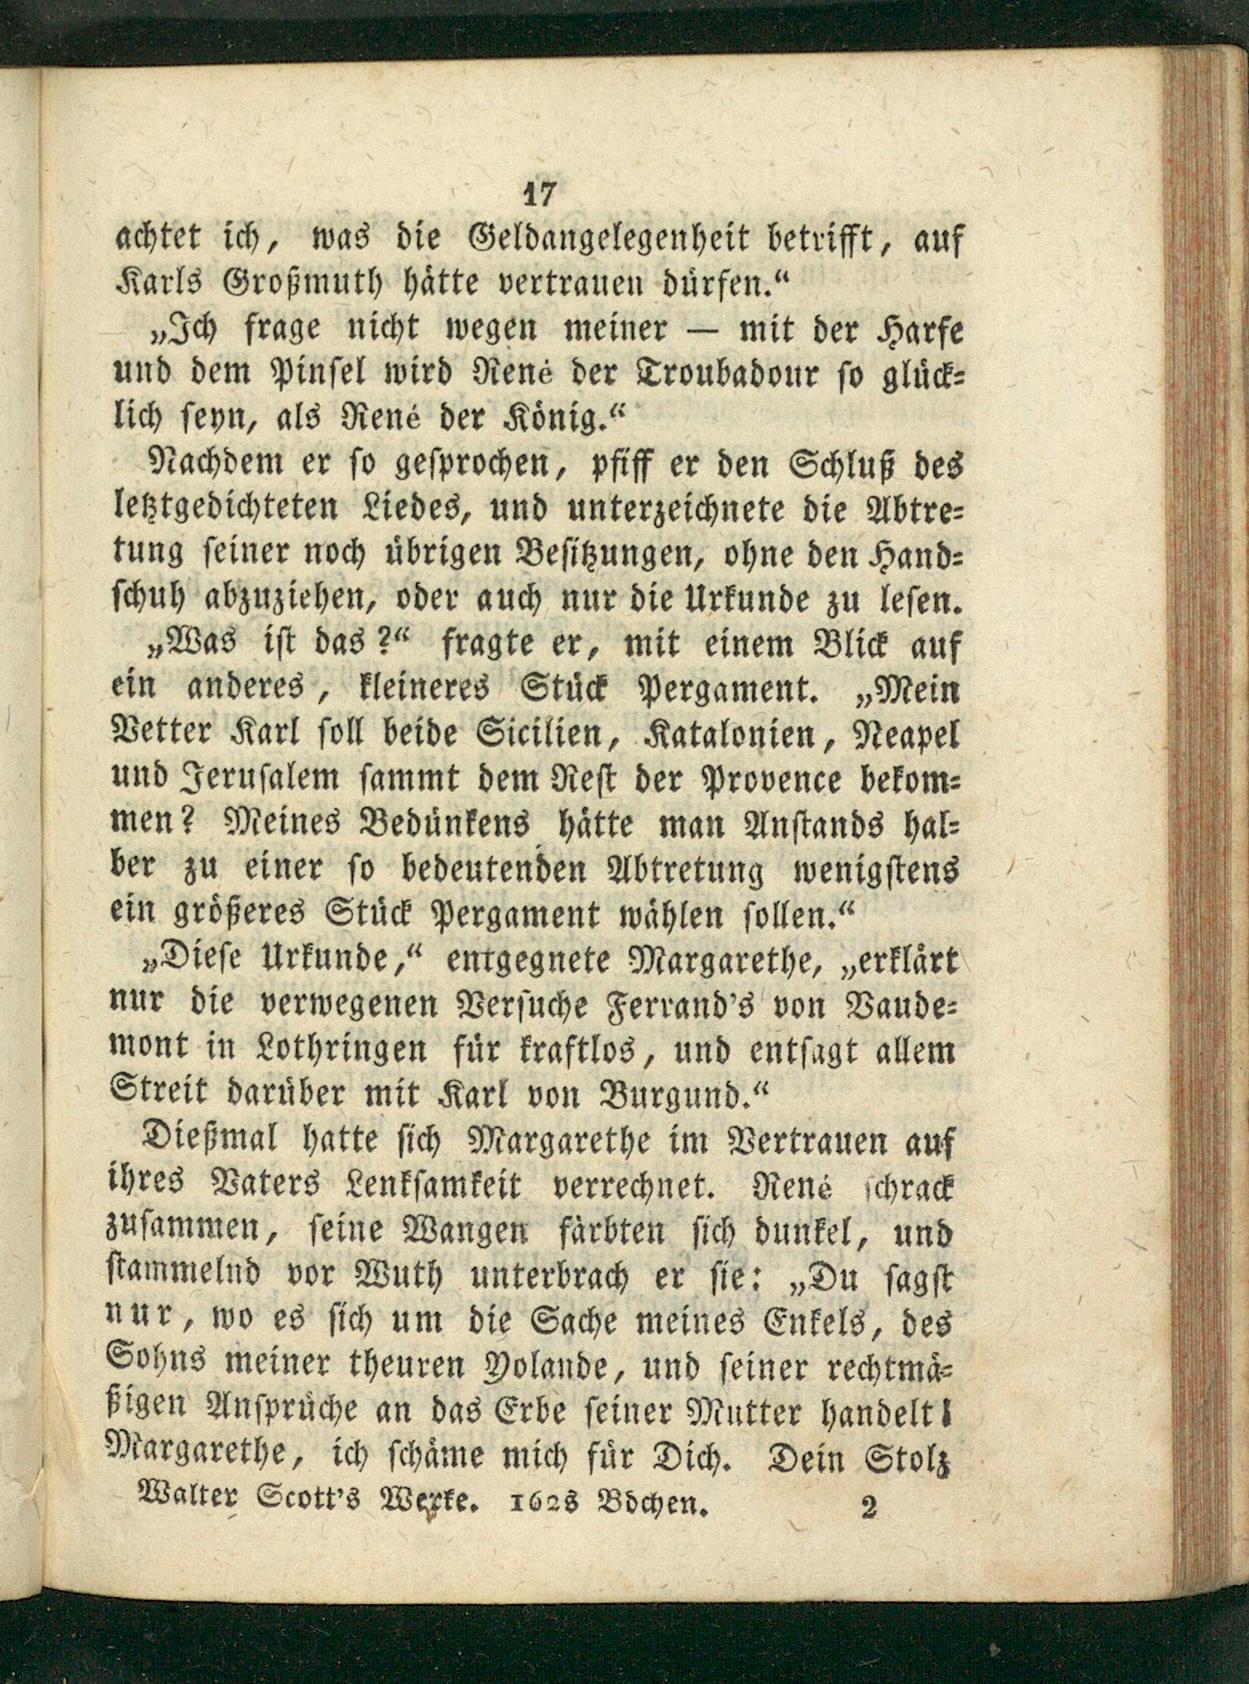 17
achtet ich, was die Geldangelegenheit betrifft, auf
Karls Großmuth hätte vertrauen dürfen.“
„Ich frage nicht wegen meiner — mit der Harfe
und dem Pinsel wird René der Troubadour so glück-
lich seyn, als René der König.“
Nachdem er so gesprochen, pfiff er den Schluß des
letztgedichteten Liedes, und unterzeichnete die Abtre-
tung seiner noch übrigen Besitzungen, ohne den Hand-
schuh abzuziehen, oder auch nur die Urkunde zu lesen.
„Was ist das?“ fragte er, mit einem Blick auf
ein anderes, kleineres Stück Pergament. „Mein
Vetter Karl soll beide Sicilien, Katalonien, Neapel
und Jerusalem sammt dem Rest der Provence bekom-
men? Meines Bedünkens hätte man Anstands hal-
ber zu einer so bedeutenden Abtretung wenigstens
ein größeres Stück Pergament wählen sollen.“
„Diese Urkunde,“ entgegnete Margarethe, „erklärt
nur die verwegenen Versuche Ferrand's von Vaude-
mont in Lothringen für kraftlos, und entsagt allem
Streit darüber mit Karl von Burgund.“
Dießmal hatte sich Margarethe im Vertrauen auf
ihres Vaters Lenksamkeit verrechnet. René schrack
zusammen, seine Wangen färbten sich dunkel, und
stammelnd vor Wuth unterbrach er sie: „Du sagst
nur, wo es sich um die Sache meines Enkels, des
Sohns meiner theuren Yolande, und seiner rechtmä-
ßigen Ansprüche an das Erbe seiner Mutter handelt!
Margarethe, ich schäme mich für Dich. Dein Stolz
Walter Scott's Werke. 162s Bdchen. 2